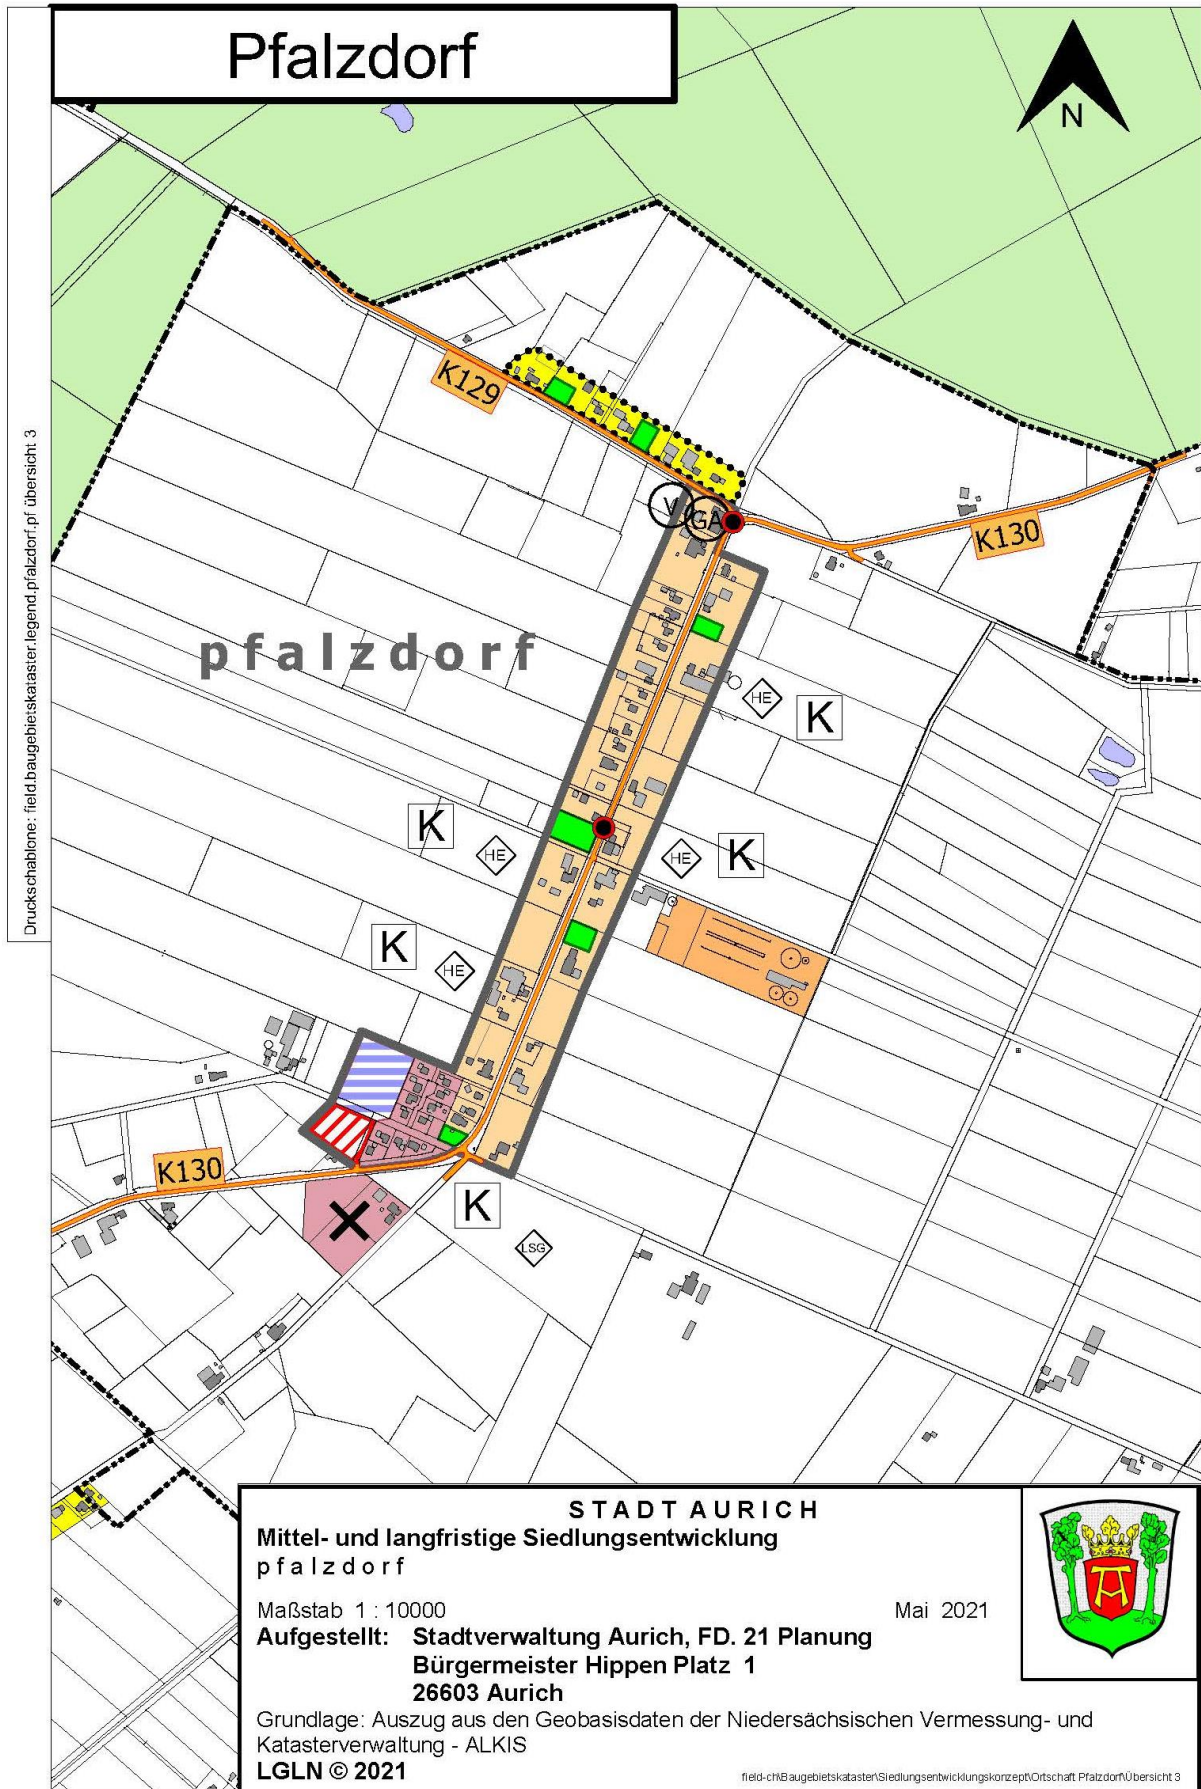 Pfalzdorf
N
Druckschablone: field.baugebietskataster.legend.pfalzdorf.pf übersicht 3
K129
V
GA
K130
pfalzdorf
HE
K
K
HE
HE
K
K
HE
K130
K
LSG
STADT AURICH
Mittel- und langfristige Siedlungsentwicklung
pfalzdorf
Maßstab 1 : 10000
Mai 2021
Aufgestellt: Stadtverwaltung Aurich, FD. 21 Planung
Bürgermeister Hippen Platz 1
26603 Aurich
Grundlage: Auszug aus den Geobasisdaten der Niedersächsischen Vermessung- und
Katasterverwaltung - ALKIS
LGLN © 2021
field-ch\Baugebietskataster\Siedlungsentwicklungskonzept\Ortschaft Pfalzdorf\Übersicht 3